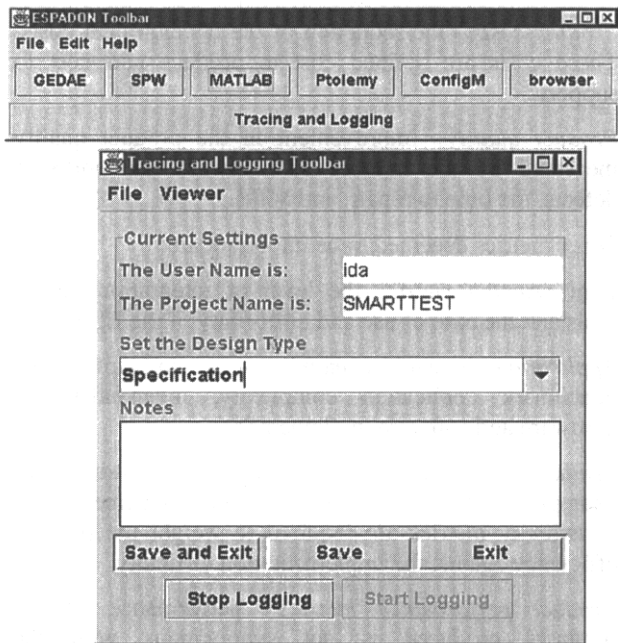 ESPADON Toolbar
File Edit Help
GEDAE SPW MATLAB Ptolemy ConfigM browser
Tracing and Logging
Tracing and Logging Toolbar
File Viewer
Current Settings
The User Name is: ida
The Project Name is: SMARTTEST
Set the Design Type
Specification
Notes
Save and Exit Save Exit
Stop Logging Start Logging